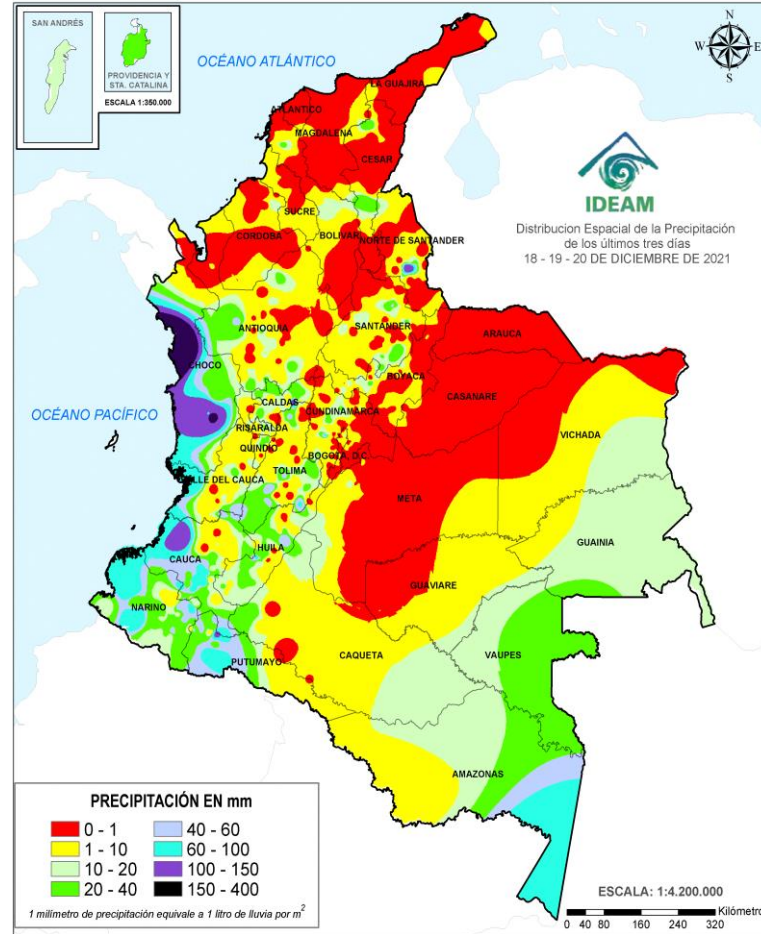 SAN ANDRÉS
PROVIDENCIA Y
STA. CATALINA
ESCALA 1:350.000
OCÉANO ATLÁNTICO
N
W
E
S
IDEAM
Distribucion Espacial de la Precipitación
de los últimos tres días
18 - 19 - 20 DE DICIEMBRE DE 2021
LA GUAJIRA
ATLANTICO
MAGDALENA
CESAR
SUCRE
CORDOBA
BOLIVAR
NORTE DE SANTANDER
ANTIOQUIA
SANTANDER
ARAUCA
CHOCO
BOYACA
CASANARE
OCÉANO PACÍFICO
CALDAS
CUNDINAMARCA
RISARALDA
VICHADA
QUINDIO
BOGOTA, D.C.
TOLIMA
VALLE DEL CAUCA
META
GUAINIA
HUILA
CAUCA
GUAVIARE
NARINO
CAQUETA
VAUPES
PUTUMAYO
AMAZONAS
PRECIPITACIÓN EN mm
0 - 1
40 - 60
1 - 10
60 - 100
10 - 20
100 - 150
20 - 40
150 - 400
1 milímetro de precipitación equivale a 1 litro de lluvia por m²
ESCALA: 1:4.200.000
Kilómetro
0 40 80 160 240 320